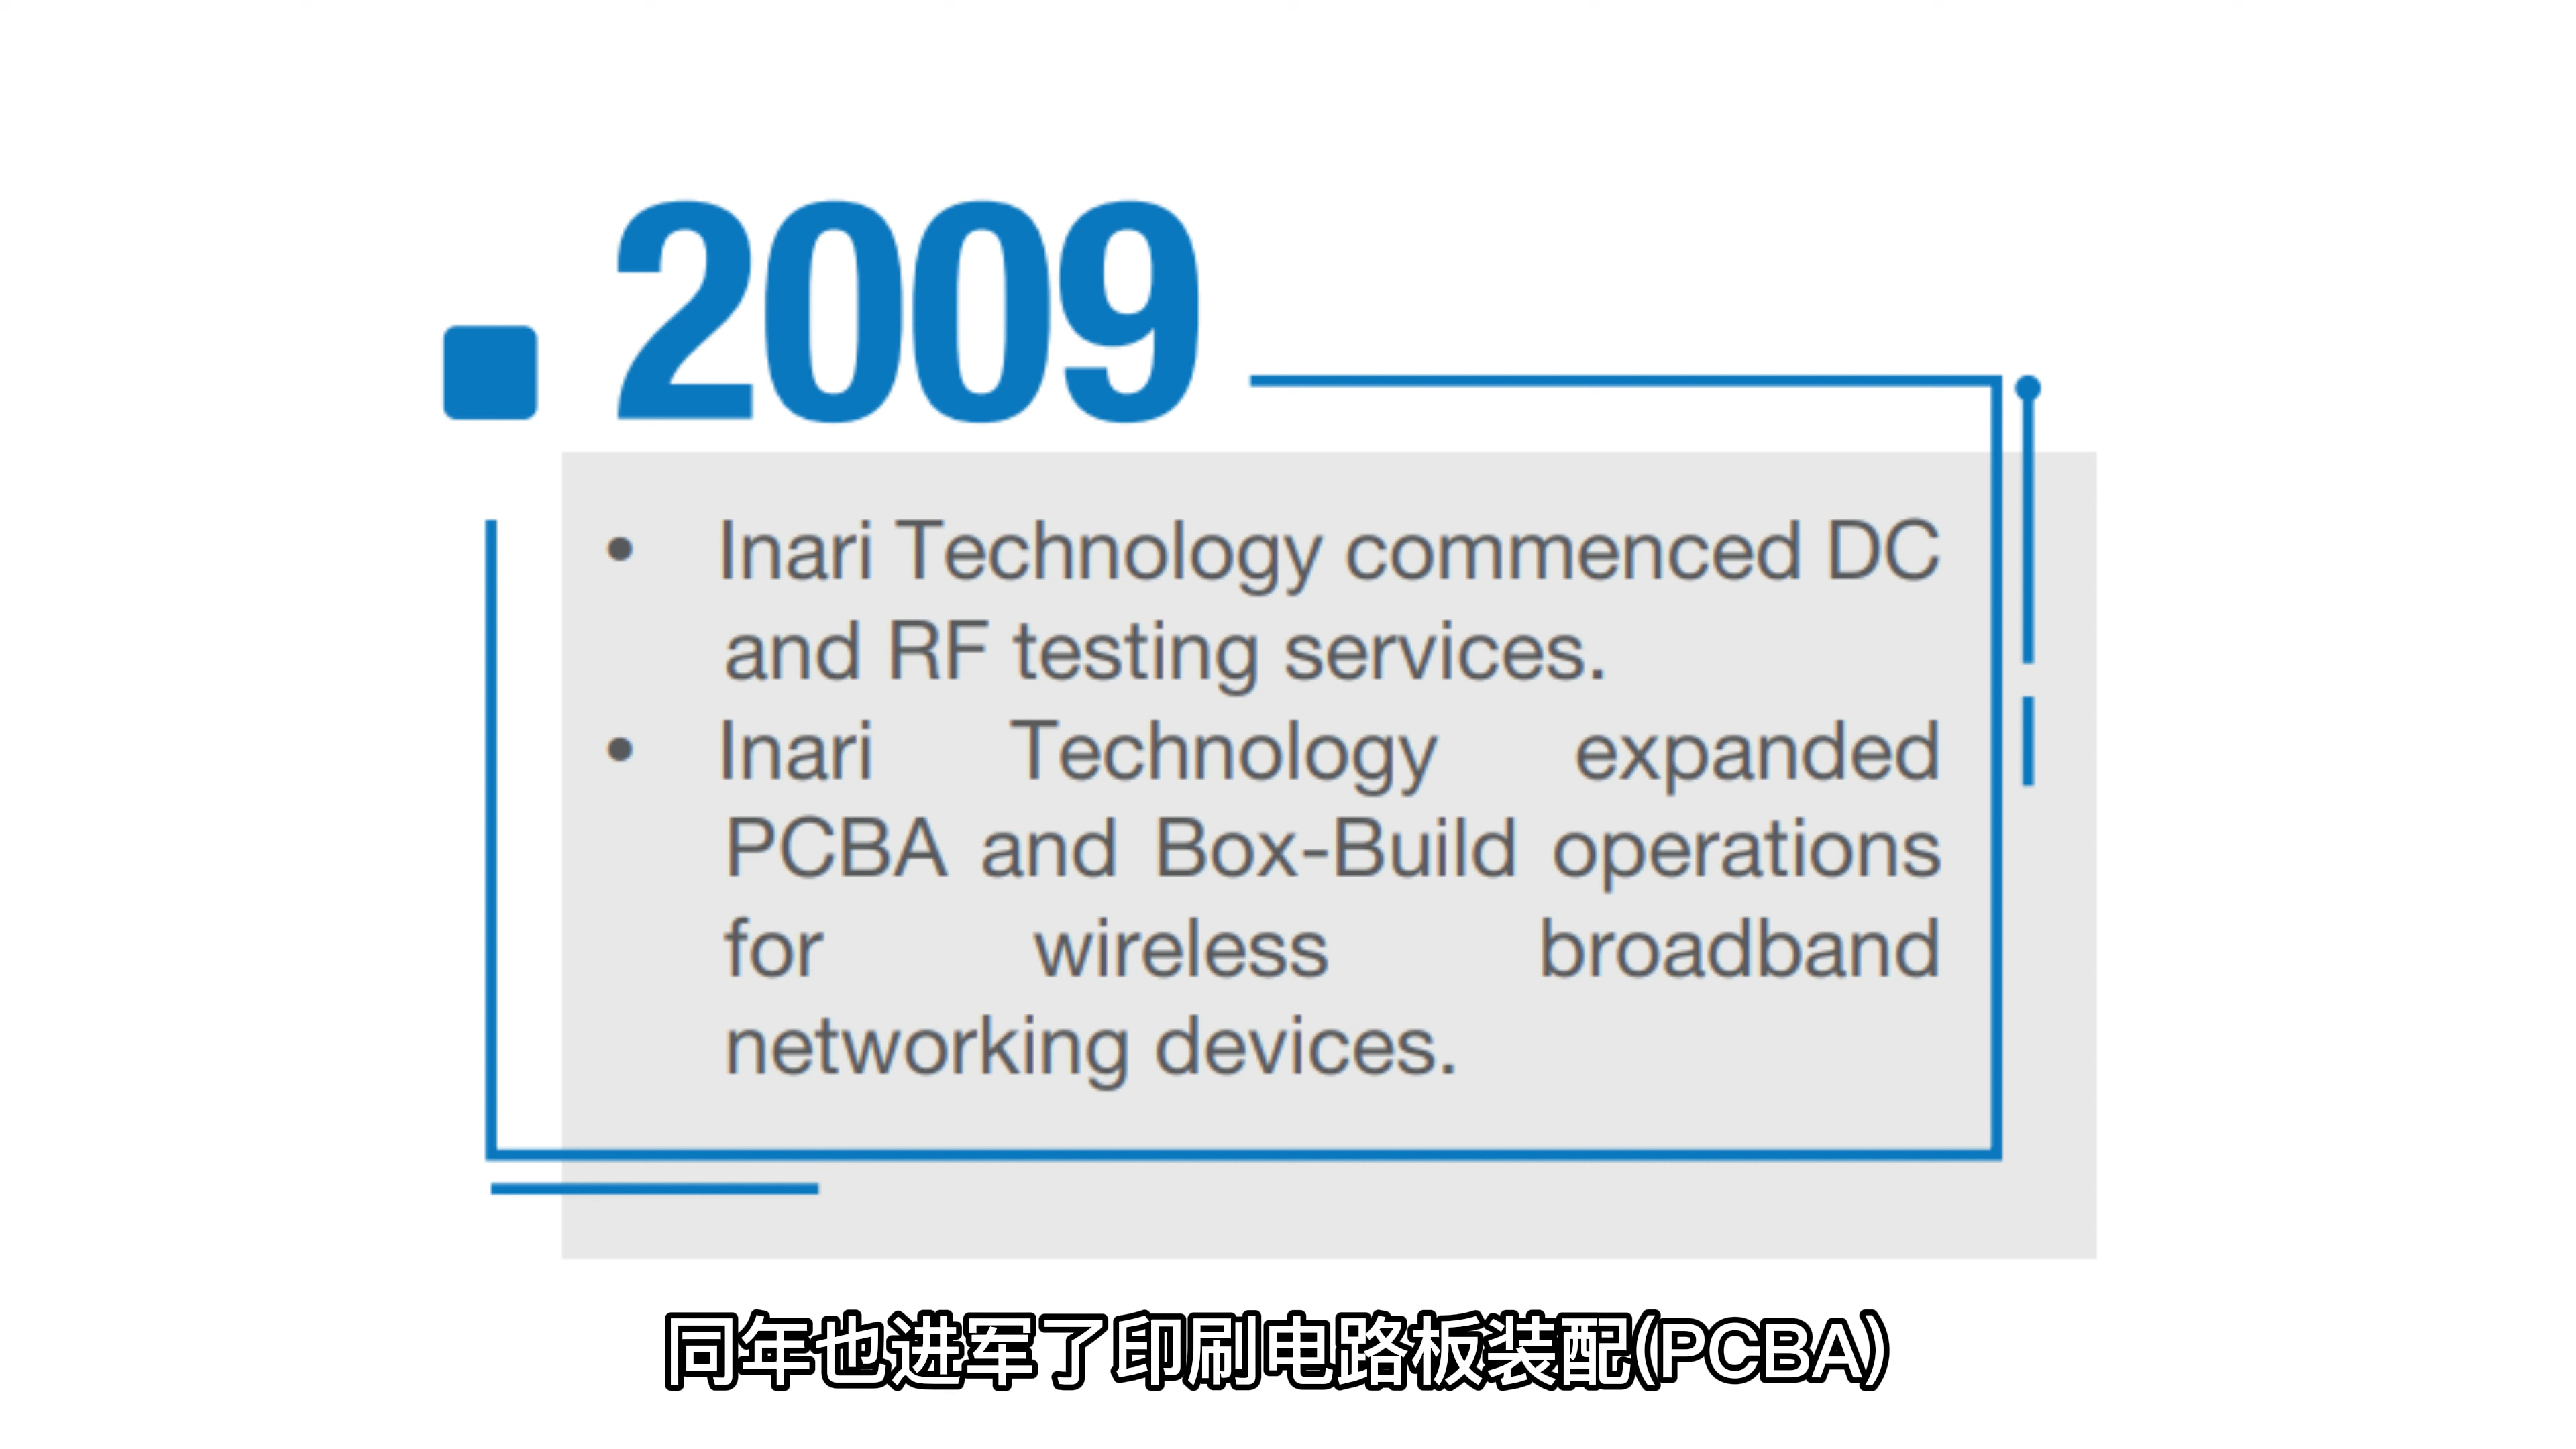 2009
• Inari Technology commenced DC
and RF testing services.
• Inari Technology expanded
PCBA and Box-Build operations
for wireless broadband
networking devices.
同年也进军了印刷电路板装配(PCBA)